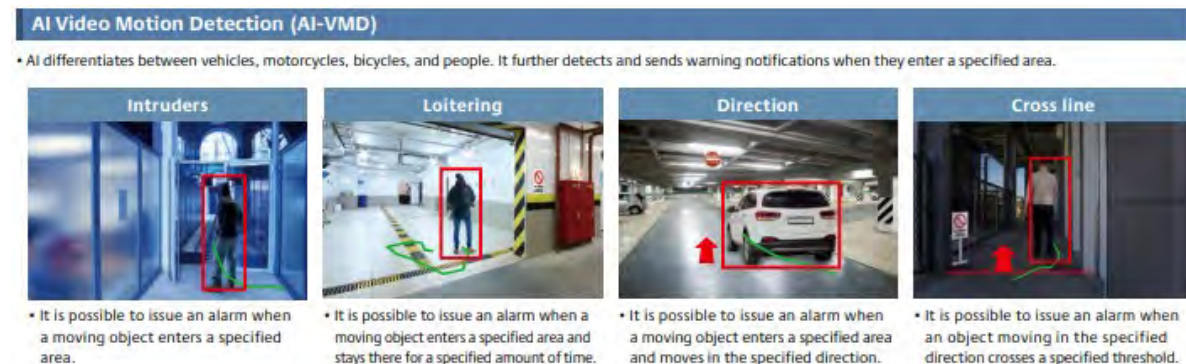 AI Video Motion Detection (AI-VMD)
• AI differentiates between vehicles, motorcycles, bicycles, and people. It further detects and sends warning notifications when they enter a specified area.
Intruders
• It is possible to issue an alarm when
a moving object enters a specified
area.
Loitering
• It is possible to issue an alarm when a
moving object enters a specified area and
stays there for a specified amount of time.
Direction
• It is possible to issue an alarm when
a moving object enters a specified area
and moves in the specified direction.
Cross line
• It is possible to issue an alarm when
an object moving in the specified
direction crosses a specified threshold.